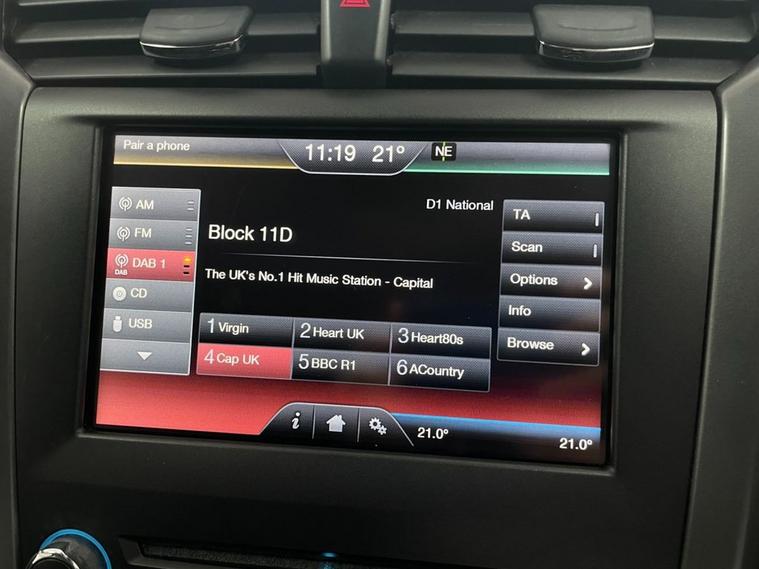 Pair a phone
11:19 21° NE
AM
FM
DAB
DAB 1
CD
USB
D1 National
Block 11D
The UK's No.1 Hit Music Station - Capital
1 Virgin
2 Heart UK
3 Heart80s
4 Cap UK
5 BBC R1
6 ACountry
TA
Scan
Options
Info
Browse
i
21.0°
21.0°